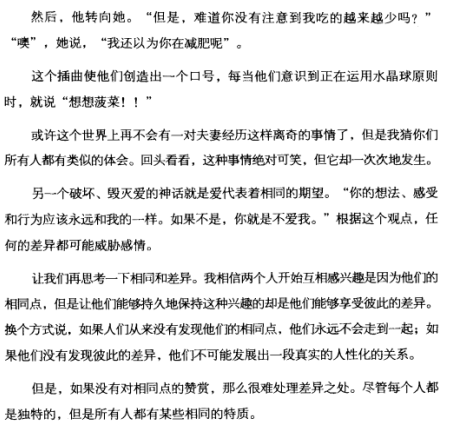 然后，他转向她。“但是，难道你没有注意到我吃的越来越少吗？”
“噢”，她说，“我还以为你在减肥呢”。
这个插曲使他们创造出一个口号，每当他们意识到正在运用水晶球原则
时，就说“想想菠菜！！”
或许这个世界上再不会有一对夫妻经历这样离奇的事情了，但是我猜你们
所有人都有类似的体会。回头看看，这种事情绝对可笑，但它却一次次地发生。
另一个破坏、毁灭爱的神话就是爱代表着相同的期望。“你的想法、感受
和行为应该永远和我的一样。如果不是，你就是不爱我。”根据这个观点，任
何的差异都可能威胁感情。
让我们再思考一下相同和差异。我相信两个人开始互相感兴趣是因为他们的
相同点，但是让他们能够持久地保持这种兴趣的却是他们能够享受彼此的差异。
换个方式说，如果人们从来没有发现他们的相同点，他们永远不会走到一起；如
果他们没有发现彼此的差异，他们不可能发展出一段真实的人性化的关系。
但是，如果没有对相同点的赞赏，那么很难处理差异之处。尽管每个人都
是独特的，但是所有人都有某些相同的特质。